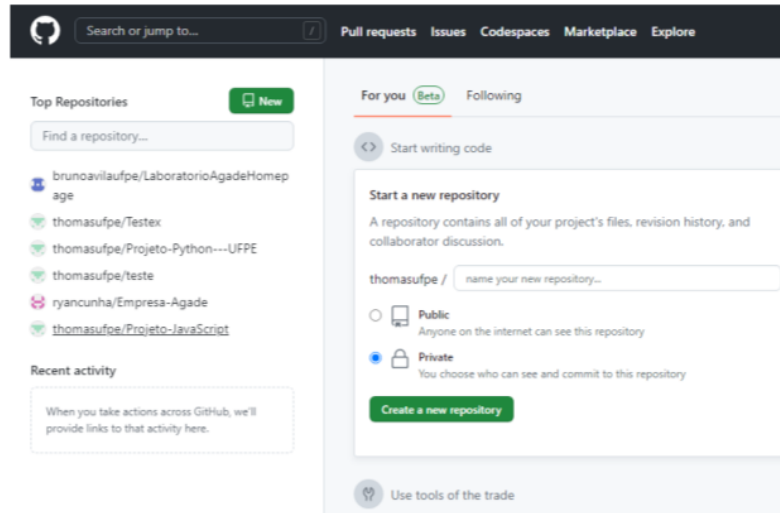 Search or jump to... /
Pull requests Issues Codespaces Marketplace Explore
Top Repositories
New
Find a repository...
brunoavilaufpe/LaboratorioAgadeHomep
age
thomasufpe/Testex
thomasufpe/Projeto-Python---UFPE
thomasufpe/teste
ryancunha/Empresa-Agade
thomasufpe/Projeto-JavaScript
Recent activity
When you take actions across GitHub, we'll
provide links to that activity here.
For you Beta Following
Start writing code
Start a new repository
A repository contains all of your project's files, revision history, and
collaborator discussion.
thomasufpe / name your new repository...
Public
Anyone on the internet can see this repository
Private
You choose who can see and commit to this repository
Create a new repository
Use tools of the trade